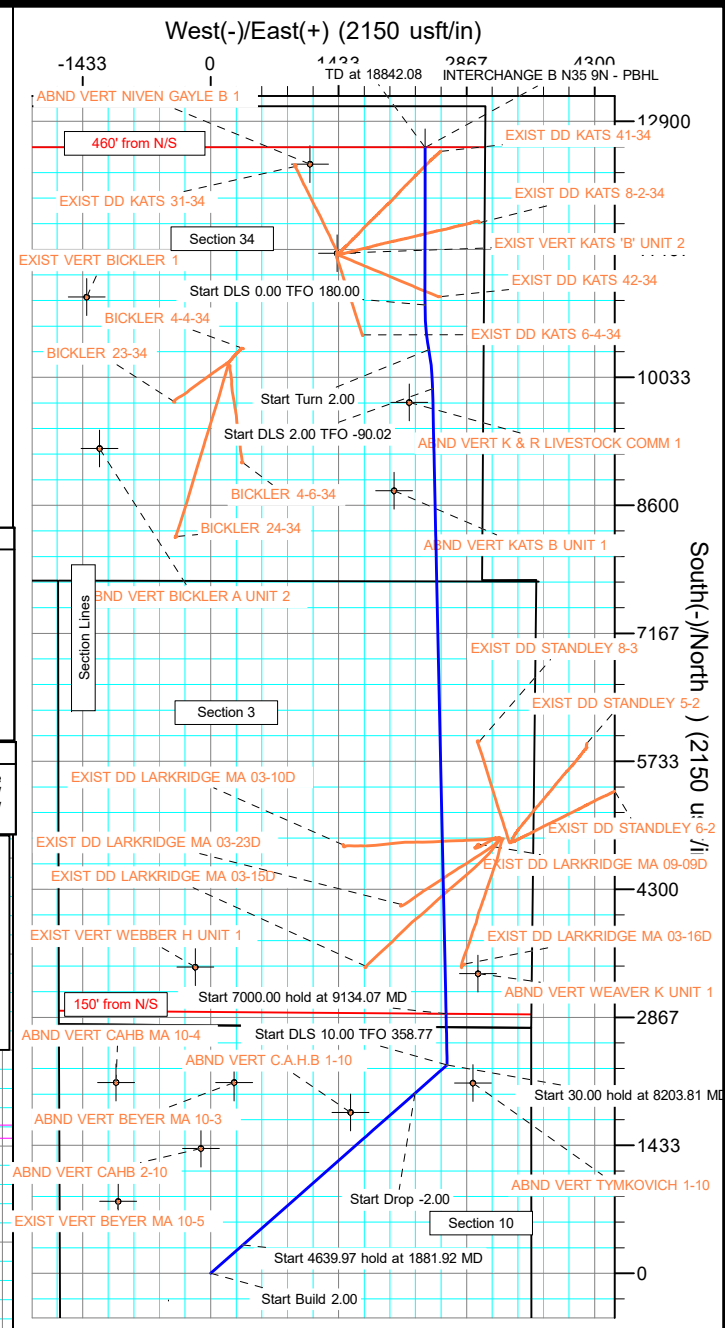 West(-)/East(+) (2150 usft/in)
-1433
0
1433
2867
4300
TD at 18842.08
INTERCHANGE B N35 9N - PBHL
ABND VERT NIVEN GAYLE B 1
12900
EXIST DD KATS 41-34
460' from N/S
EXIST DD KATS 8-2-34
EXIST DD KATS 31-34
Section 34
EXIST VERT KATS 'B' UNIT 2
EXIST VERT BICKLER 1
EXIST DD KATS 42-34
Start DLS 0.00 TFO 180.00
BICKLER 4-4-34
EXIST DD KATS 6-4-34
BICKLER 23-34
10033
Start Turn 2.00
Start DLS 2.00 TFO -90.02
ABND VERT K & R LIVESTOCK COMM 1
BICKLER 4-6-34
8600
BICKLER 24-34
ABND VERT KATS B UNIT 1
South(-)/North ) (2150 us /i
BND VERT BICKLER A UNIT 2
Section Lines
7167
EXIST DD STANDLEY 8-3
EXIST DD STANDLEY 5-2
Section 3
5733
EXIST DD LARKRIDGE MA 03-10D
EXIST DD STANDLEY 6-2
EXIST DD LARKRIDGE MA 03-23D
EXIST DD LARKRIDGE MA 09-09D
EXIST DD LARKRIDGE MA 03-15D
4300
EXIST VERT WEBBER H UNIT 1
EXIST DD LARKRIDGE MA 03-16D
ABND VERT WEAVER K UNIT 1
Start 7000.00 hold at 9134.07 MD
150' from N/S
2867
ABND VERT CAHB MA 10-4
Start DLS 10.00 TFO 358.77
ABND VERT C.A.H.B 1-10
Start 30.00 hold at 8203.81 MD
ABND VERT BEYER MA 10-3
1433
ABND VERT CAHB 2-10
ABND VERT TYMKOVICH 1-10
Start Drop -2.00
EXIST VERT BEYER MA 10-5
Section 10
Start 4639.97 hold at 1881.92 MD
0
Start Build 2.00